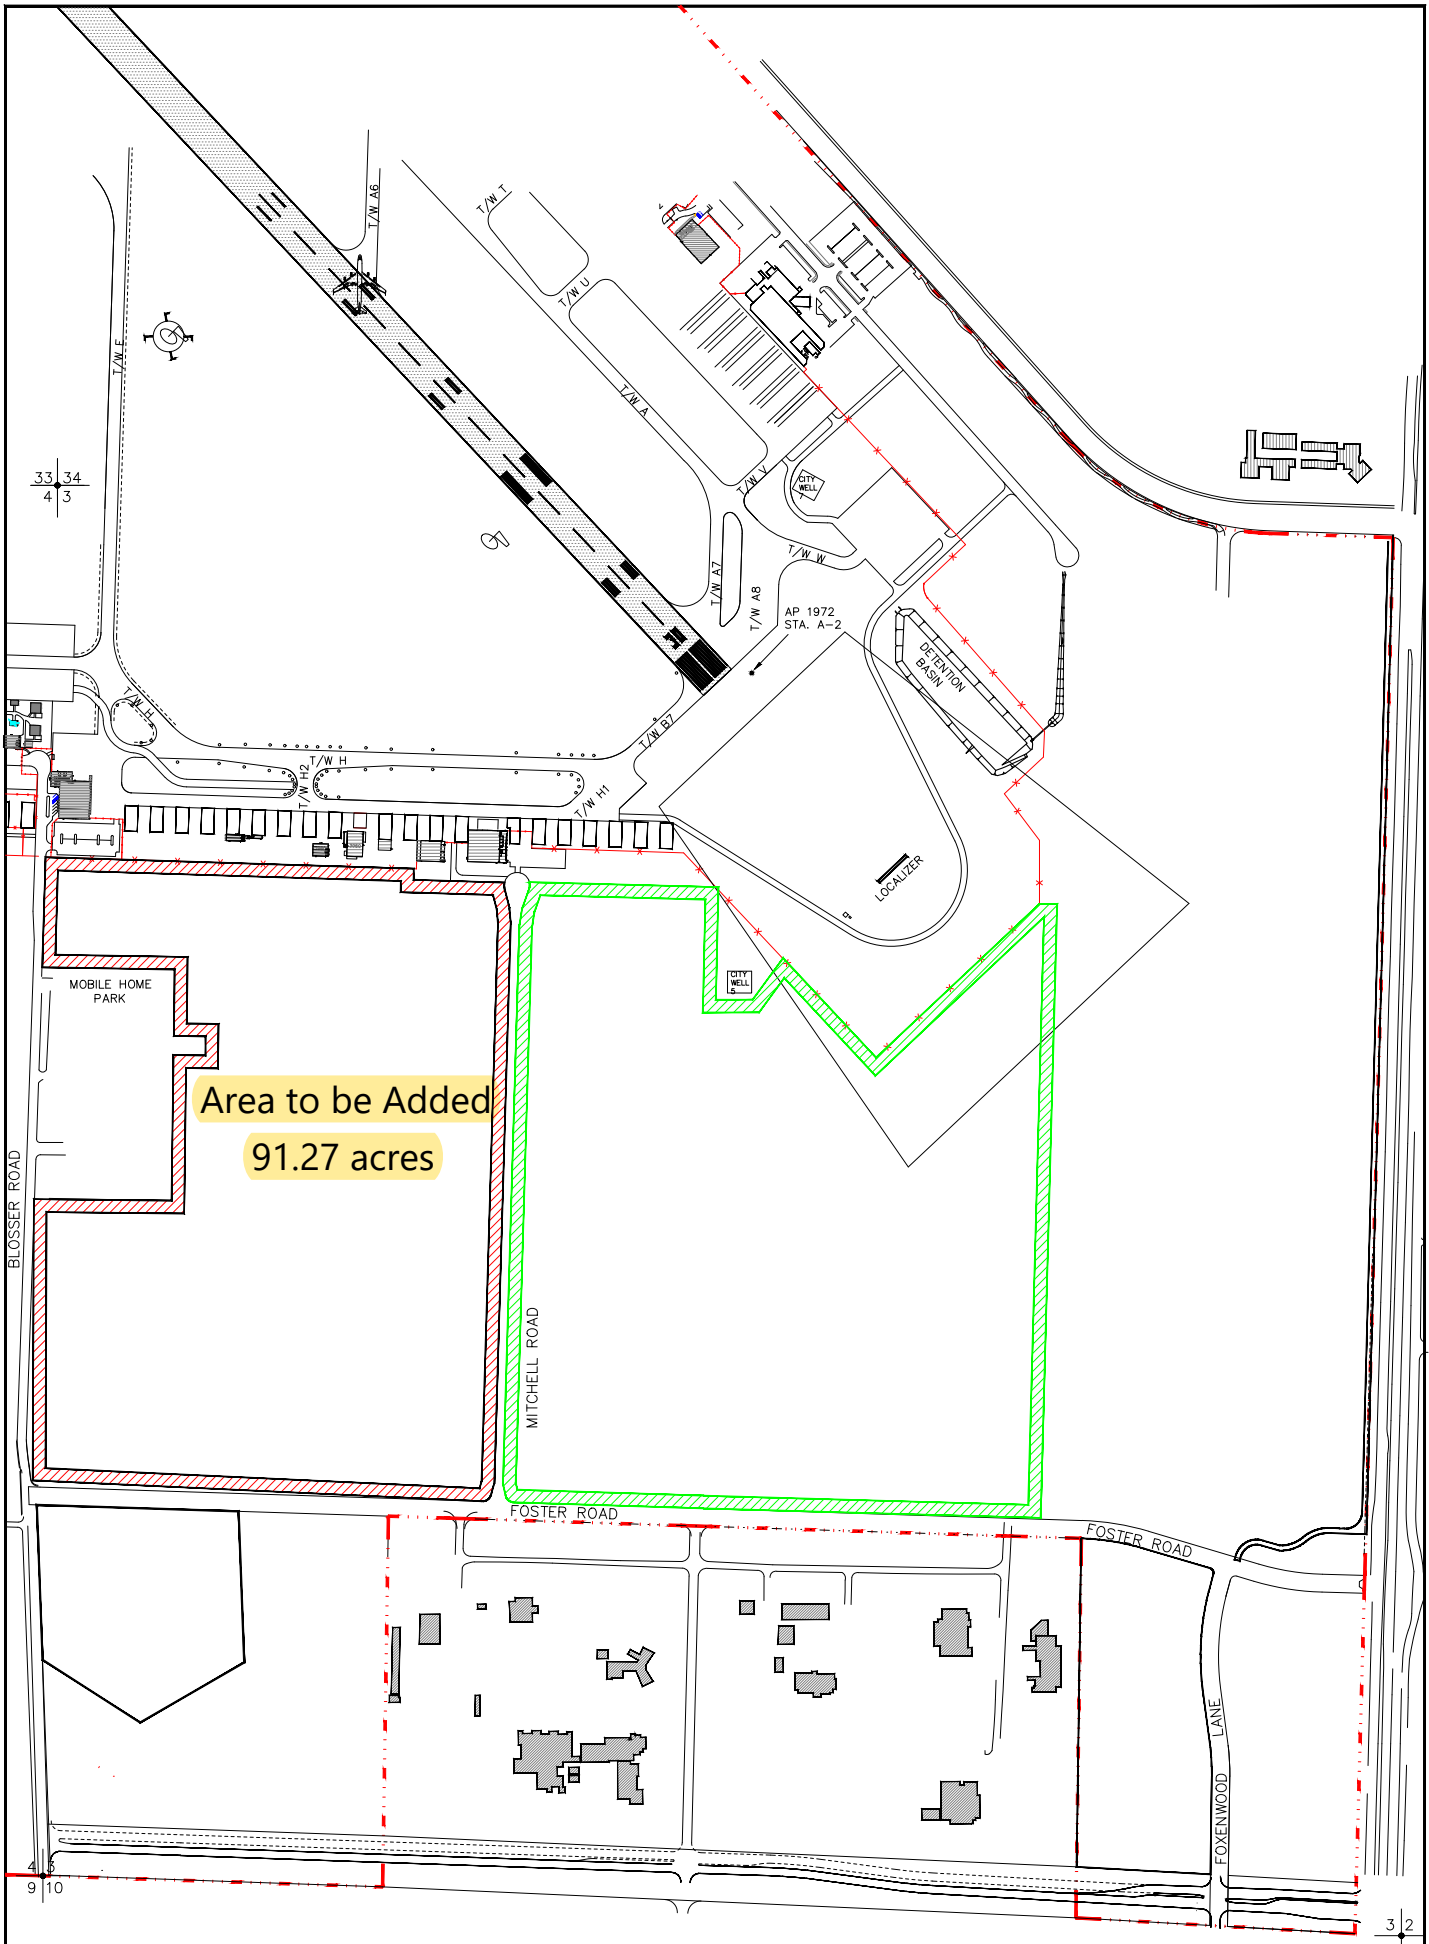 T/W A6
T/W T
T/W U
T/W E
T/W A
33 34
4 3
T/W V
CITY
WELL
T/W W
T/W A7
T/W A8
AP 1972
STA. A-2
DETENTION
BASIN
T/W H
T/W B7
T/W H
T/W H2
T/W H1
LOCALIZER
CITY
WELL
5
MOBILE HOME
PARK
Area to be Added
91.27 acres
BLOSSER ROAD
MITCHELL ROAD
FOSTER ROAD
FOSTER ROAD
FOXENWOOD LANE
4 3
9 10
3 2